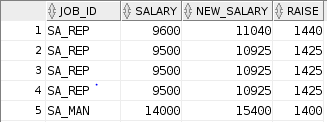 JOB_ID SALARY NEW_SALARY RAISE
1 SA_REP 9600 11040 1440
2 SA_REP 9500 10925 1425
3 SA_REP 9500 10925 1425
4 SA_REP 9500 10925 1425
5 SA_MAN 14000 15400 1400